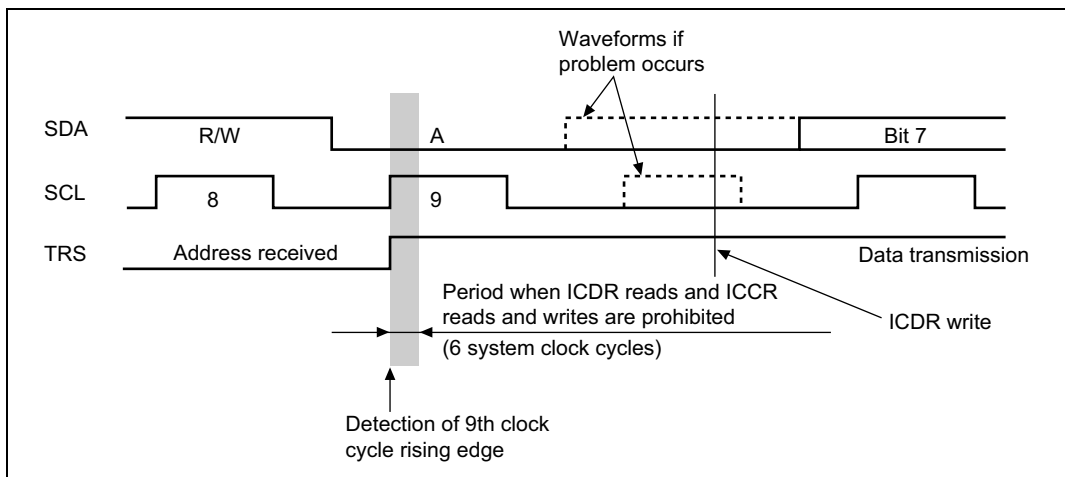 Waveforms if
problem occurs
SDA
R/W
A
Bit 7
SCL
8
9
TRS
Address received
Data transmission
Period when ICDR reads and ICCR
reads and writes are prohibited
(6 system clock cycles)
ICDR write
Detection of 9th clock
cycle rising edge